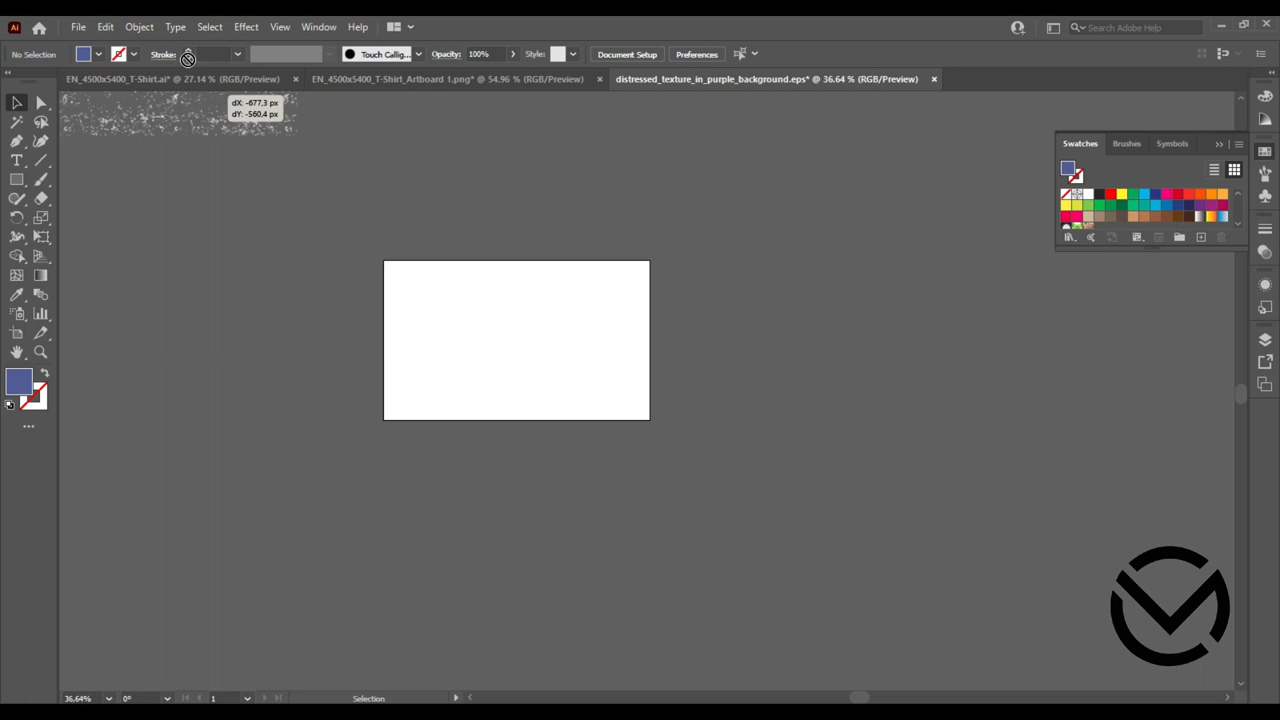 Ai File Edit Object Type Select Effect View Window Help Search Adobe Help
No Selection Stroke: Touch Callig... Opacity: 100% Style: Document Setup Preferences
EN_4500x5400_T-Shirt.ai* @ 27.14 % (RGB/Preview) EN_4500x5400_T-Shirt_Artboard 1.png* @ 54.96 % (RGB/Preview) distressed_texture_in_purple_background.eps* @ 36.64 % (RGB/Preview)
dX: -677,3 px
dY: -560,4 px
Swatches Brushes Symbols
36,64% 0° 1 Selection